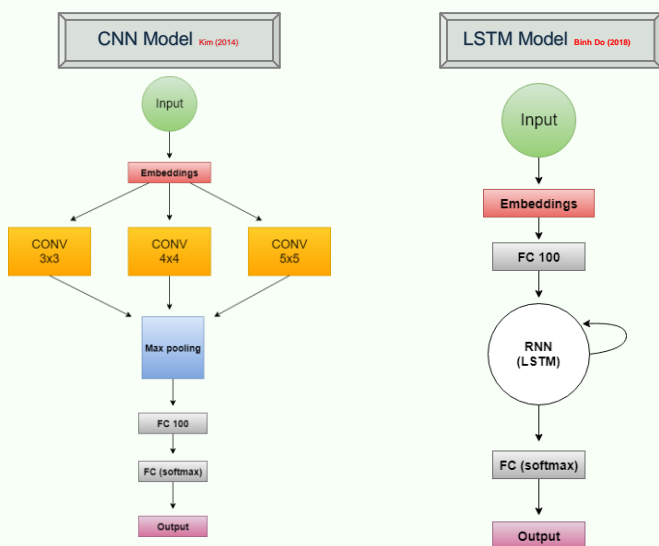 CNN Model Kim (2014)
Input
Embeddings
CONV
3x3
CONV
4x4
CONV
5x5
Max pooling
FC 100
FC (softmax)
Output
LSTM Model Binh Do (2018)
Input
Embeddings
FC 100
RNN
(LSTM)
FC (softmax)
Output